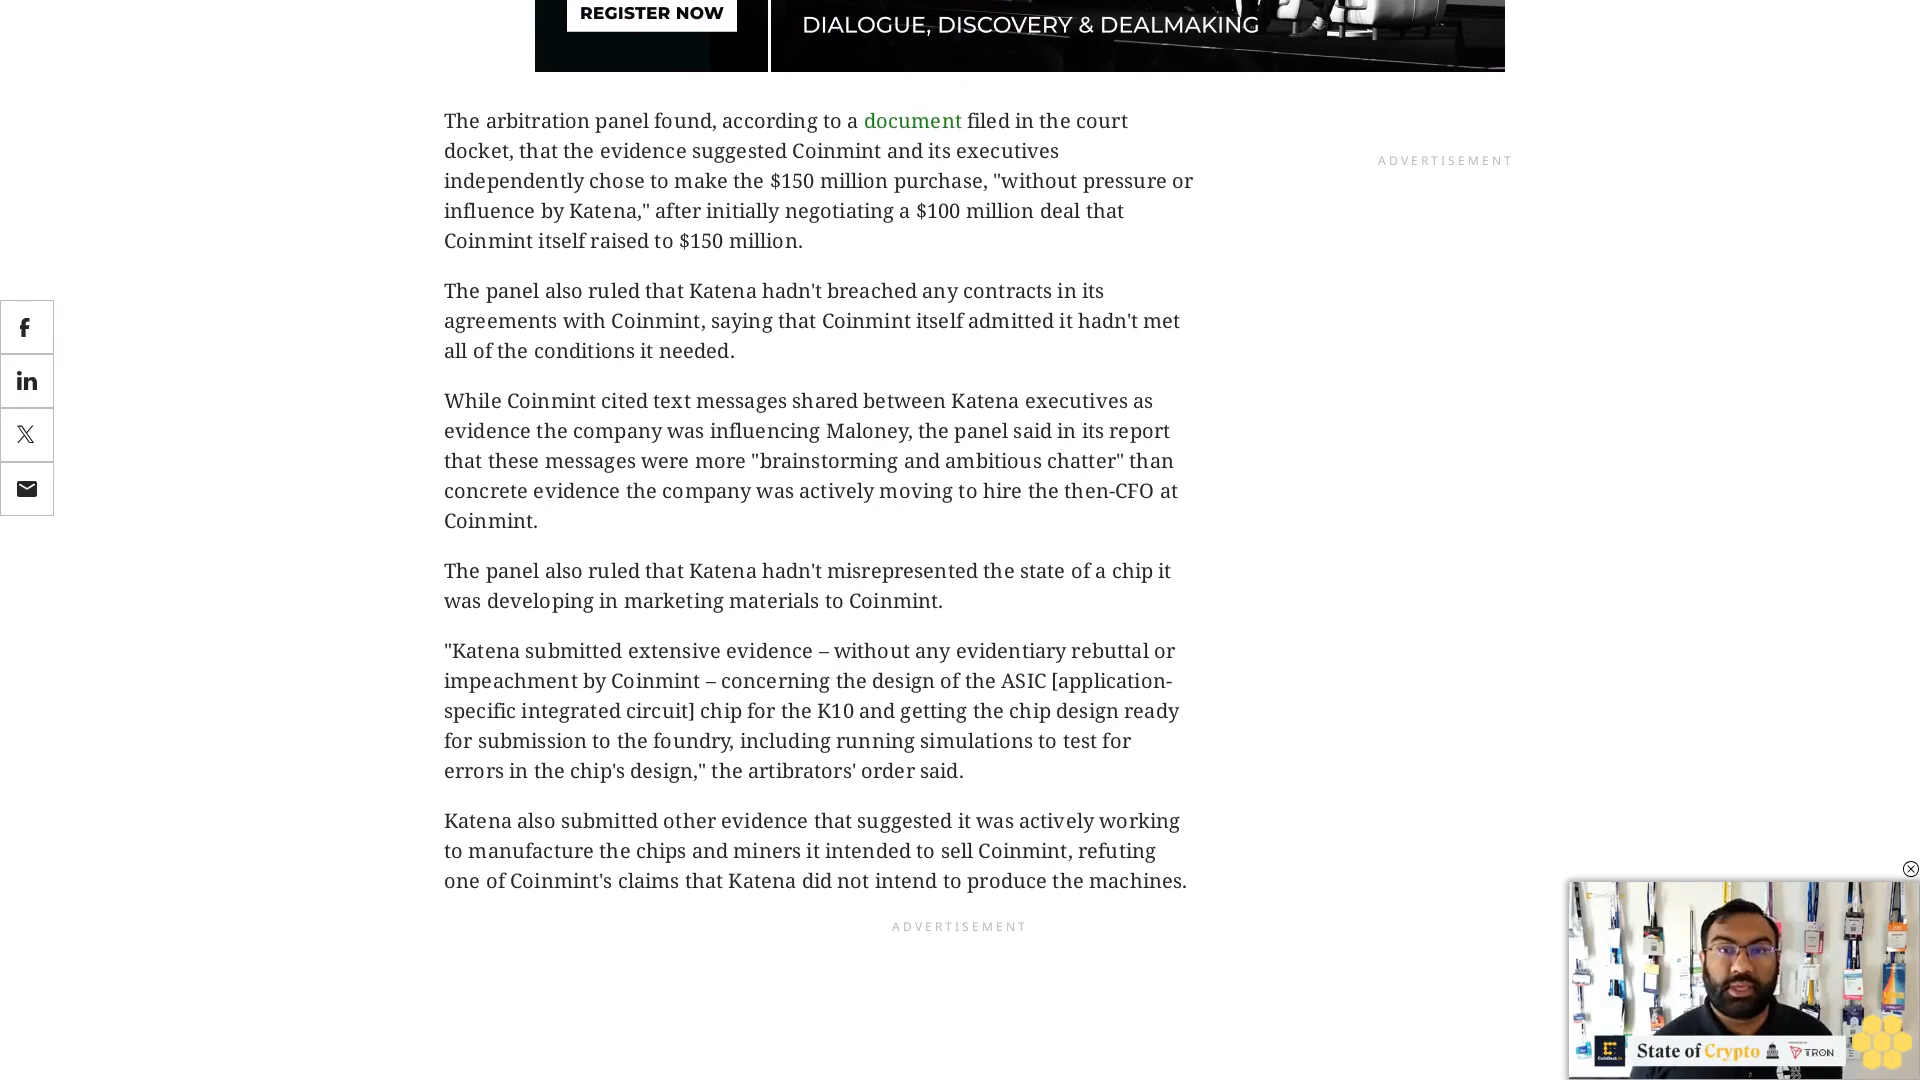 REGISTER NOW
DIALOGUE, DISCOVERY & DEALMAKING
The arbitration panel found, according to a document filed in the court
docket, that the evidence suggested Coinmint and its executives
independently chose to make the $150 million purchase, "without pressure or
influence by Katena," after initially negotiating a $100 million deal that
Coinmint itself raised to $150 million.
ADVERTISEMENT
The panel also ruled that Katena hadn't breached any contracts in its
agreements with Coinmint, saying that Coinmint itself admitted it hadn't met
all of the conditions it needed.
While Coinmint cited text messages shared between Katena executives as
evidence the company was influencing Maloney, the panel said in its report
that these messages were more "brainstorming and ambitious chatter" than
concrete evidence the company was actively moving to hire the then-CFO at
Coinmint.
The panel also ruled that Katena hadn't misrepresented the state of a chip it
was developing in marketing materials to Coinmint.
"Katena submitted extensive evidence – without any evidentiary rebuttal or
impeachment by Coinmint – concerning the design of the ASIC [application-
specific integrated circuit] chip for the K10 and getting the chip design ready
for submission to the foundry, including running simulations to test for
errors in the chip's design," the artibrators' order said.
Katena also submitted other evidence that suggested it was actively working
to manufacture the chips and miners it intended to sell Coinmint, refuting
one of Coinmint's claims that Katena did not intend to produce the machines.
ADVERTISEMENT
State of Crypto
TRON